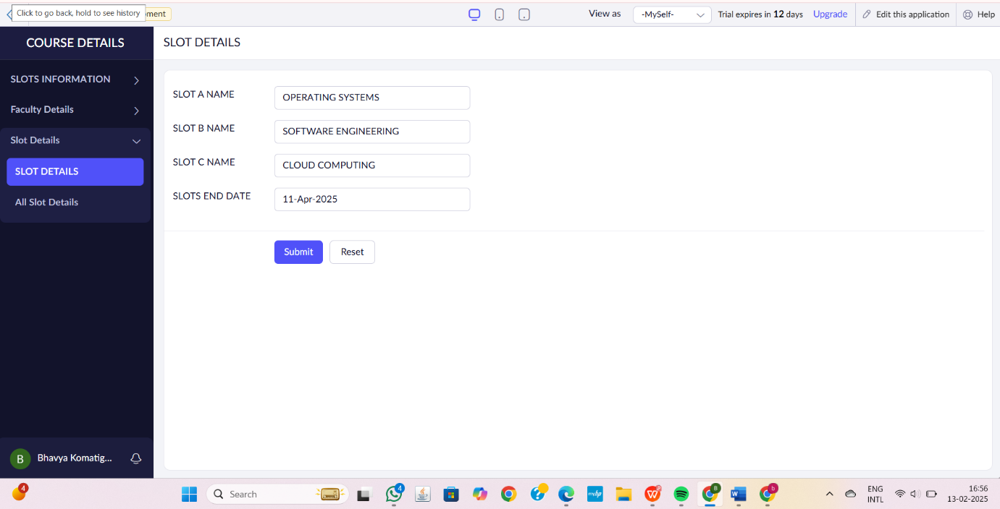 Click to go back, hold to see history
ment
View as
-MySelf-
Trial expires in 12 days
Upgrade
Edit this application
Help
COURSE DETAILS
SLOT DETAILS
SLOTS INFORMATION
Faculty Details
Slot Details
SLOT DETAILS
All Slot Details
SLOT A NAME
OPERATING SYSTEMS
SLOT B NAME
SOFTWARE ENGINEERING
SLOT C NAME
CLOUD COMPUTING
SLOTS END DATE
11-Apr-2025
Submit
Reset
B
Bhavya Komatig...
4
Search
4
myhp
B
W
b
ENG
INTL
16:56
13-02-2025